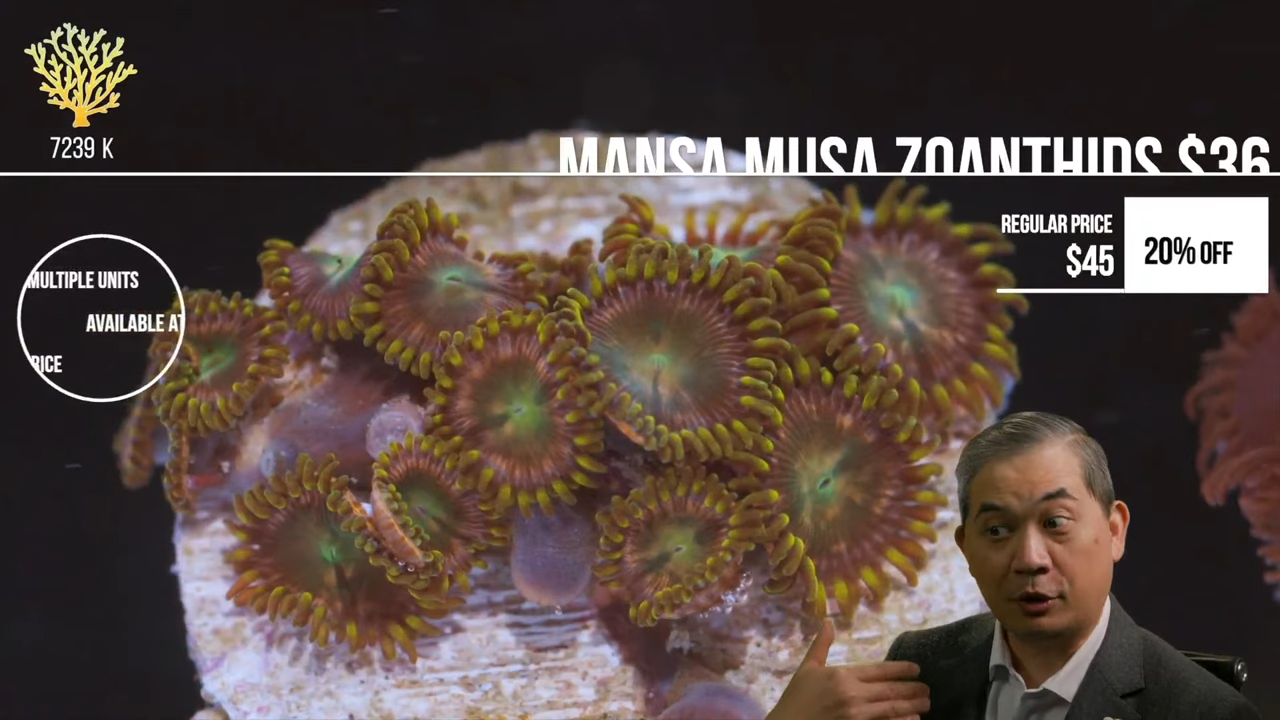 7239 K
MANSA MUSA ZOANTHIDS $36
REGULAR PRICE
$45
20% OFF
MULTIPLE UNITS
AVAILABLE AT
RICE